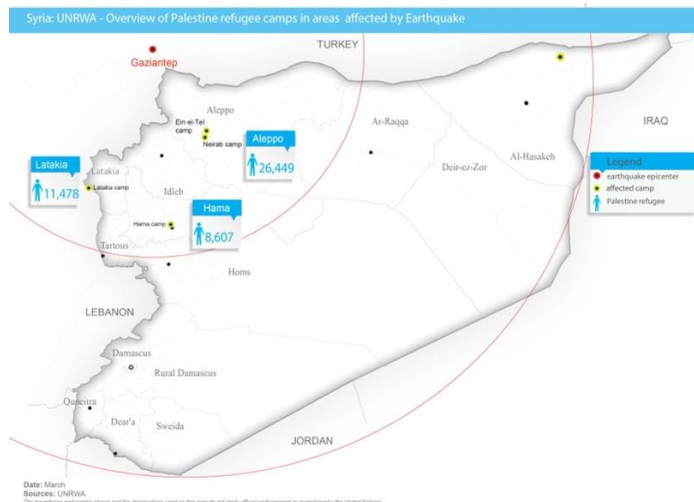 Syria: UNRWA - Overview of Palestine refugee camps in areas affected by Earthquake
TURKEY
Gaziantep
Aleppo
Ein el-Tel
camp
Neirab camp
Aleppo
26,449
Ar-Raqqa
IRAQ
Al-Hasakeh
Deir-ez-Zor
Latakia
11,478
Latakia
Latakia camp
Idleb
Legend
earthquake epicenter
affected camp
Palestine refugee
Hama
8,607
Hama camp
Tartous
Homs
LEBANON
Damascus
Rural Damascus
Quneitra
Dear'a
Sweida
JORDAN
Date: March
Sources: UNRWA